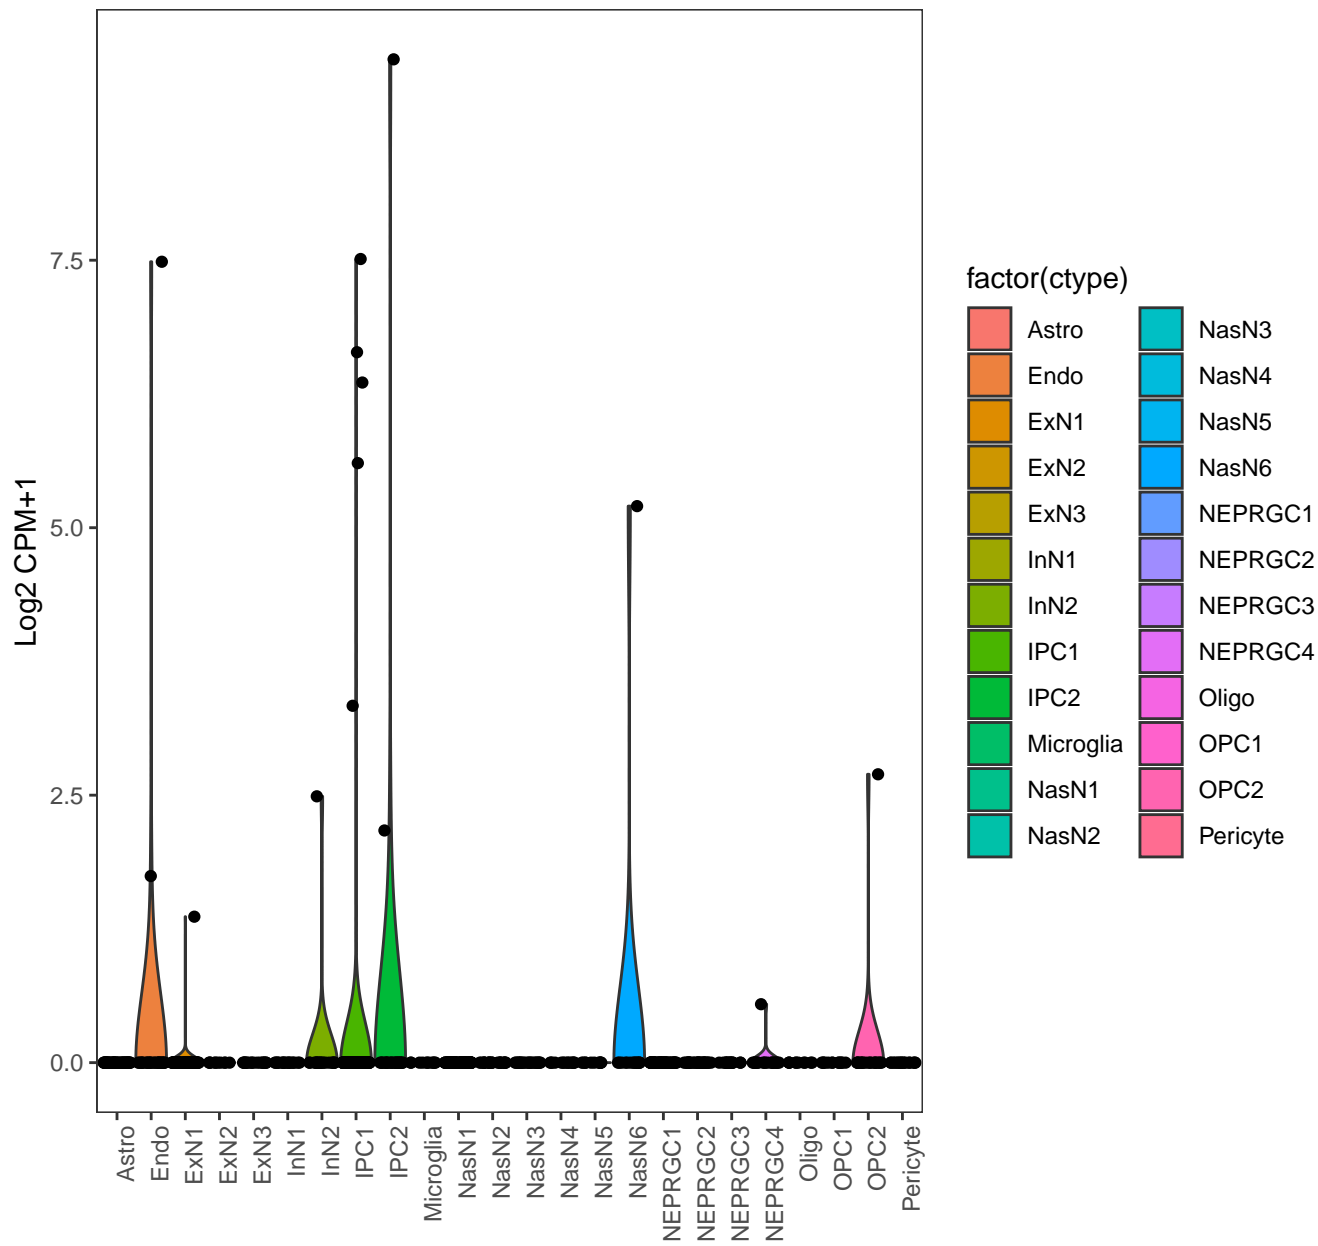 7.5
5.0
2.5
0.0
Log2 CPM+1
Astro
Endo
ExN1
ExN2
ExN3
InN1
InN2
IPC1
IPC2
Microglia
NasN1
NasN2
NasN3
NasN4
NasN5
NasN6
NEPRGC1
NEPRGC2
NEPRGC3
NEPRGC4
Oligo
OPC1
OPC2
Pericyte
factor(ctype)
Astro
Endo
ExN1
ExN2
ExN3
InN1
InN2
IPC1
IPC2
Microglia
NasN1
NasN2
NasN3
NasN4
NasN5
NasN6
NEPRGC1
NEPRGC2
NEPRGC3
NEPRGC4
Oligo
OPC1
OPC2
Pericyte